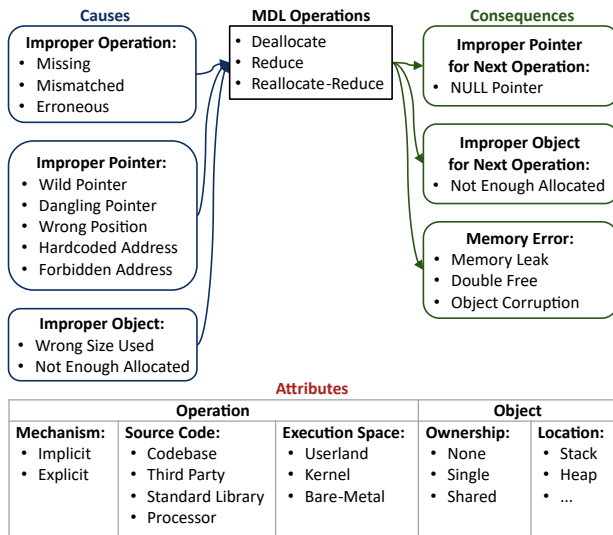 Causes
MDL Operations
Consequences
Improper Operation:
• Missing
• Mismatched
• Erroneous
Improper Pointer:
• Wild Pointer
• Dangling Pointer
• Wrong Position
• Hardcoded Address
• Forbidden Address
Improper Object:
• Wrong Size Used
• Not Enough Allocated
• Deallocate
• Reduce
• Reallocate-Reduce
Improper Pointer
for Next Operation:
• NULL Pointer
Improper Object
for Next Operation:
• Not Enough Allocated
Memory Error:
• Memory Leak
• Double Free
• Object Corruption
Attributes
Operation
Object
Mechanism:
• Implicit
• Explicit
Source Code:
• Codebase
• Third Party
• Standard Library
• Processor
Execution Space:
• Userland
• Kernel
• Bare-Metal
Ownership:
• None
• Single
• Shared
Location:
• Stack
• Heap
• ...